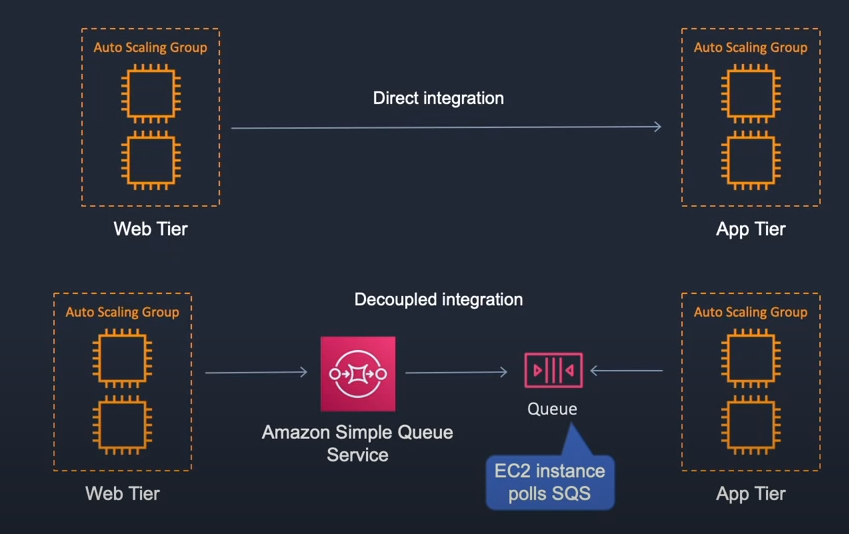 Auto Scaling Group
Auto Scaling Group
Direct integration
Web Tier
App Tier
Decoupled integration
Auto Scaling Group
Auto Scaling Group
Queue
Amazon Simple Queue
Service
EC2 instance
polls SQS
Web Tier
App Tier